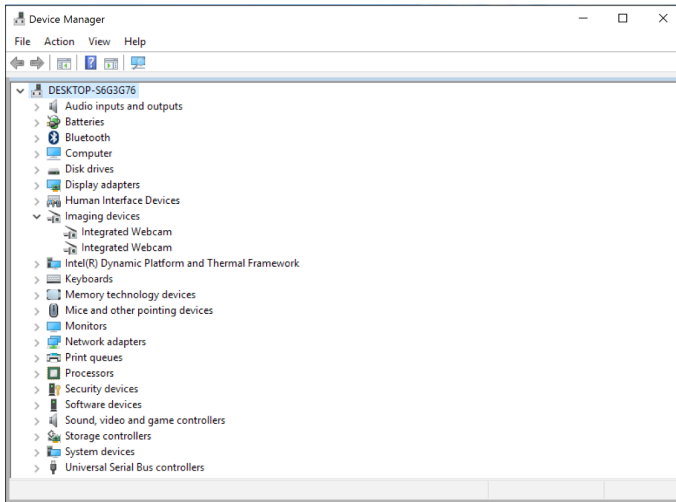 Device Manager
File Action View Help
DESKTOP-S6G3G76
Audio inputs and outputs
Batteries
Bluetooth
Computer
Disk drives
Display adapters
Human Interface Devices
Imaging devices
Integrated Webcam
Integrated Webcam
Intel(R) Dynamic Platform and Thermal Framework
Keyboards
Memory technology devices
Mice and other pointing devices
Monitors
Network adapters
Print queues
Processors
Security devices
Software devices
Sound, video and game controllers
Storage controllers
System devices
Universal Serial Bus controllers